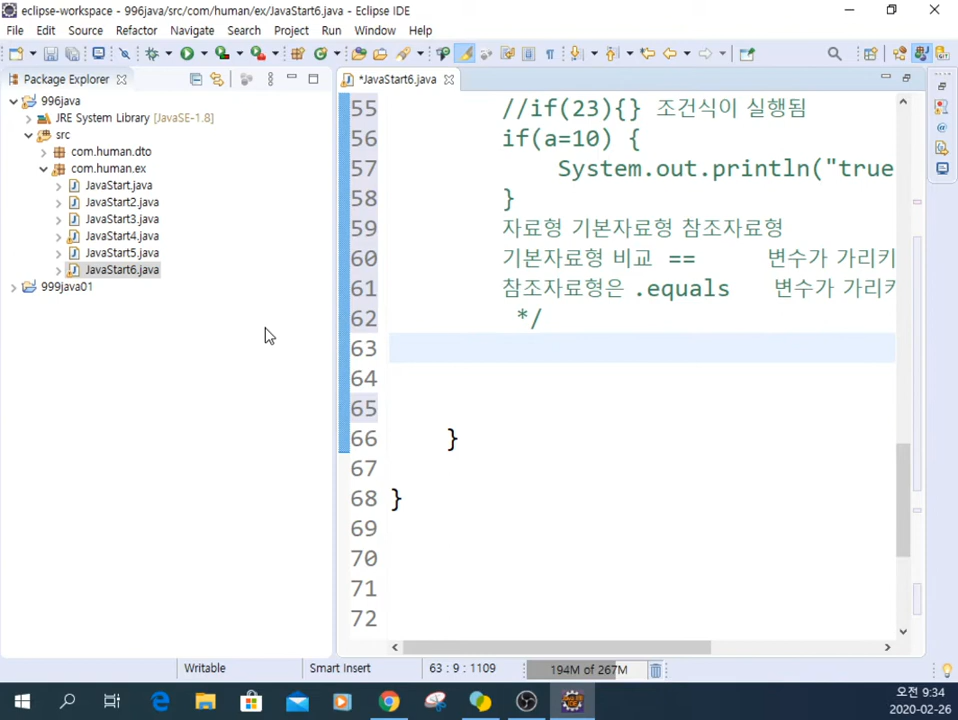 eclipse-workspace - 996java/src/com/human/ex/JavaStart6.java - Eclipse IDE
File Edit Source Refactor Navigate Search Project Run Window Help
Package Explorer
*JavaStart6.java
996java
JRE System Library [JavaSE-1.8]
src
com.human.dto
com.human.ex
JavaStart.java
JavaStart2.java
JavaStart3.java
JavaStart4.java
JavaStart5.java
JavaStart6.java
999java01
55 //if(23){} 조건식이 실행됨
56 if(a=10) {
57 System.out.println("true
58 }
59 자료형 기본자료형 참조자료형
60 기본자료형 비교 == 변수가 가리키
61 참조자료형은 .equals 변수가 가리키
62 */
63
64
65
66 }
67
68 }
69
70
71
72
Writable Smart Insert 63 : 9 : 1109 194M of 267M
오전 9:34
2020-02-26